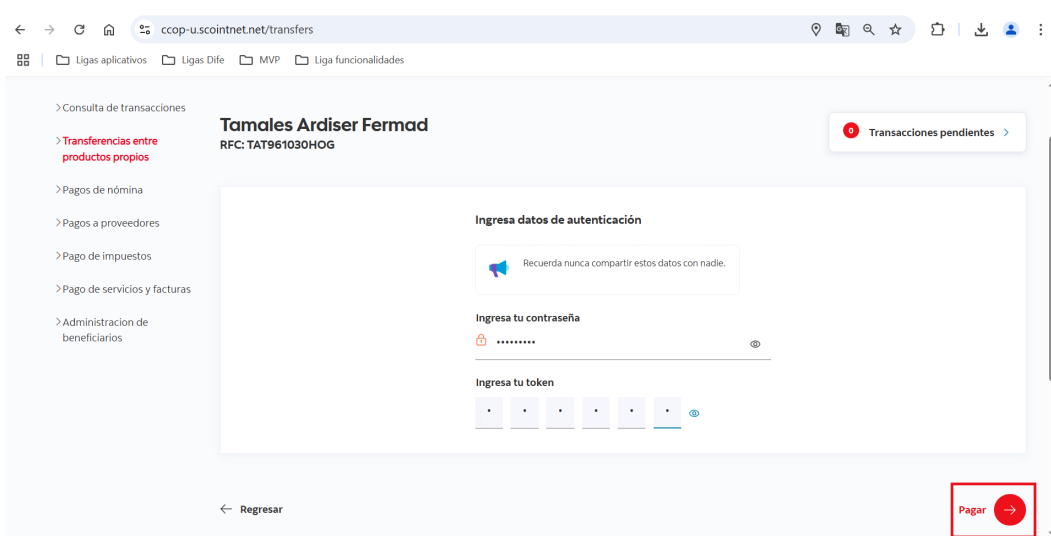 ccop-u.scointnet.net/transfers
Ligas aplicativos
Ligas Dife
MVP
Liga funcionalidades
Consulta de transacciones
Transferencias entre
productos propios
Pagos de nómina
Pagos a proveedores
Pago de impuestos
Pago de servicios y facturas
Administracion de
beneficiarios
Tamales Ardiser Fermad
RFC: TAT961030HOG
0 Transacciones pendientes
Ingresa datos de autenticación
Recuerda nunca compartir estos datos con nadie.
Ingresa tu contraseña
•••••••••
Ingresa tu token
• • • • • •
Regresar
Pagar